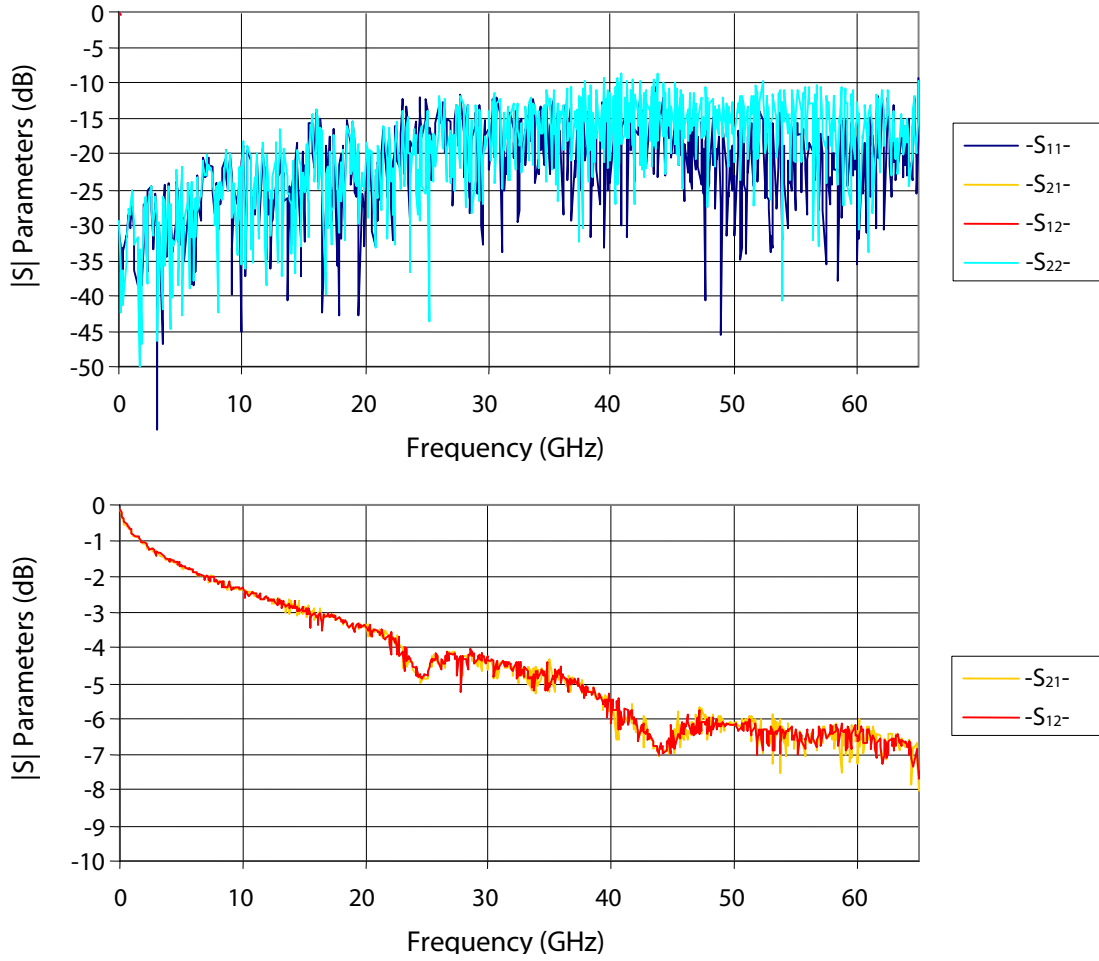 |S| Parameters (dB)
0
-5
-10
-15
-20
-25
-30
-35
-40
-45
-50
0 10 20 30 40 50 60
Frequency (GHz)
-S₁₁-
-S₂₁-
-S₁₂-
-S₂₂-
|S| Parameters (dB)
0
-1
-2
-3
-4
-5
-6
-7
-8
-9
-10
0 10 20 30 40 50 60
Frequency (GHz)
-S₂₁-
-S₁₂-